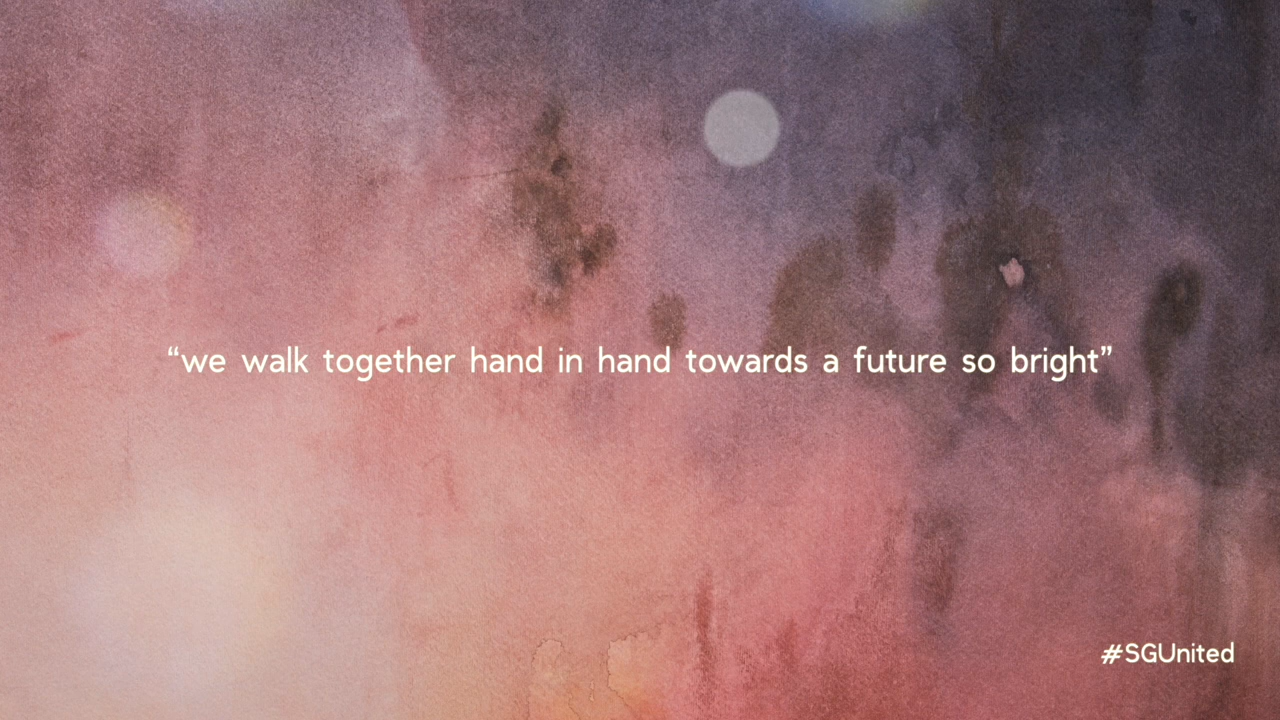 “we walk together hand in hand towards a future so bright”
#SGUnited